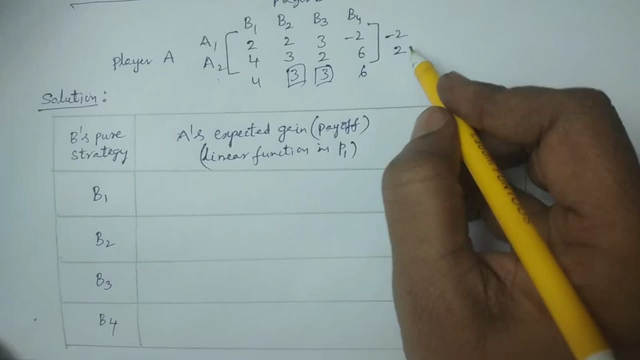 B1 B2 B3 B4
player A A1 2 2 3 -2 -2
A2 4 3 2 6 2
4 3 3 6
Solution:
B's pure strategy
A's expected gain (payoff)
(linear function in P1)
B1
B2
B3
B4